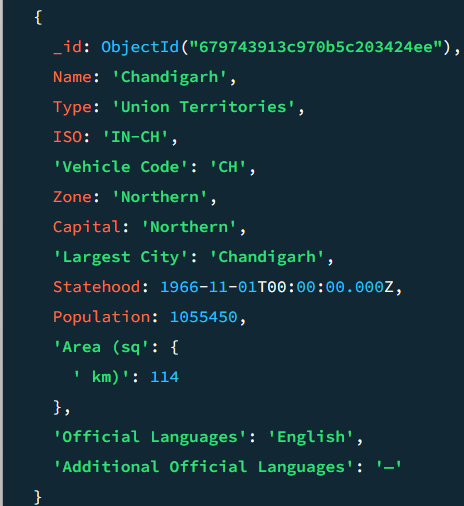 {
_id: ObjectId("679743913c970b5c203424ee"),
Name: 'Chandigarh',
Type: 'Union Territories',
ISO: 'IN-CH',
'Vehicle Code': 'CH',
Zone: 'Northern',
Capital: 'Northern',
'Largest City': 'Chandigarh',
Statehood: 1966-11-01T00:00:00.000Z,
Population: 1055450,
'Area (sq': {
' km)': 114
},
'Official Languages': 'English',
'Additional Official Languages': '—'
}